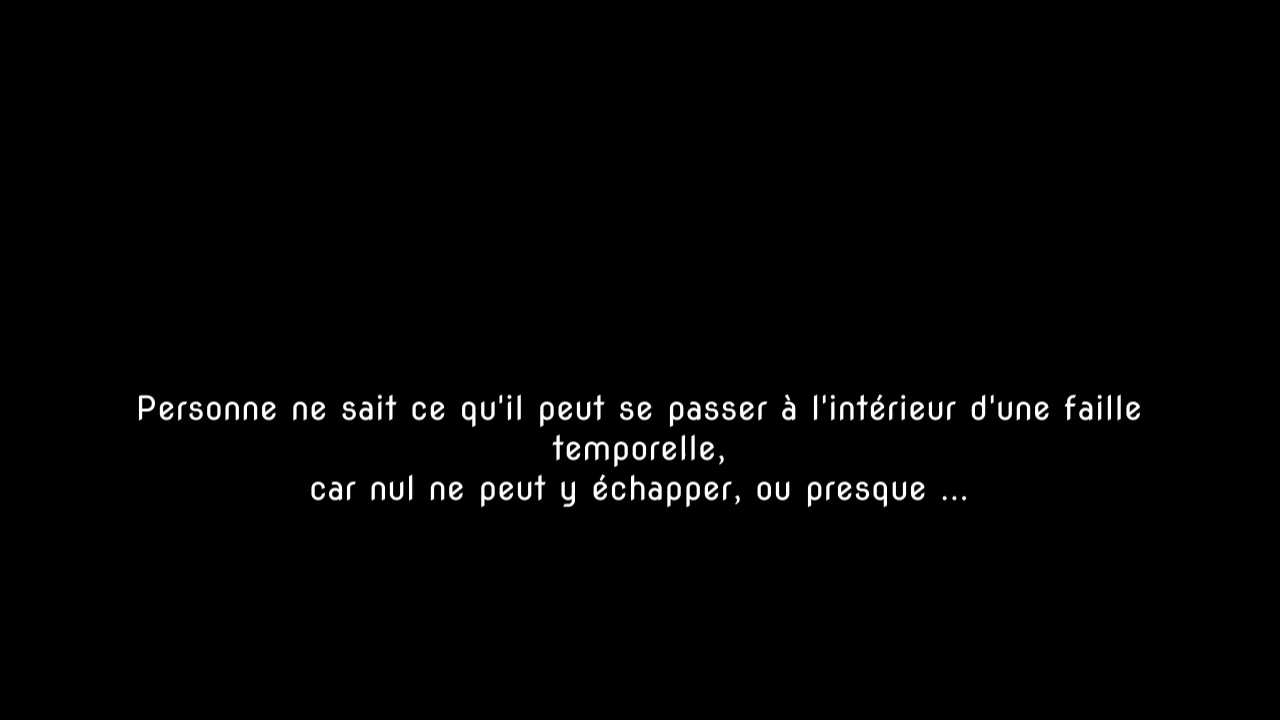 Personne ne sait ce qu'il peut se passer à l'intérieur d'une faille
temporelle,
car nul ne peut y échapper, ou presque ...